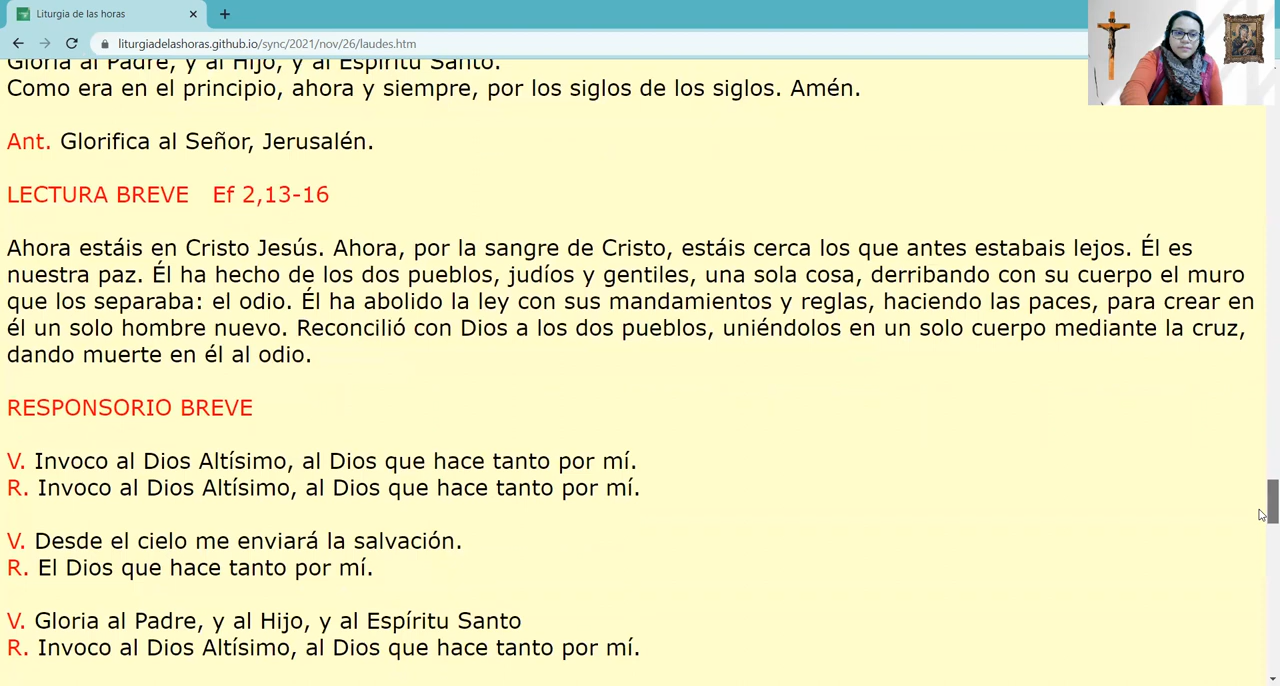 Liturgia de las horas
liturgiadelashoras.github.io/sync/2021/nov/26/laudes.htm
Gloria al Padre, y al Hijo, y al Espíritu Santo.
Como era en el principio, ahora y siempre, por los siglos de los siglos. Amén.
Ant. Glorifica al Señor, Jerusalén.
LECTURA BREVE Ef 2,13-16
Ahora estáis en Cristo Jesús. Ahora, por la sangre de Cristo, estáis cerca los que antes estabais lejos. Él es
nuestra paz. Él ha hecho de los dos pueblos, judíos y gentiles, una sola cosa, derribando con su cuerpo el muro
que los separaba: el odio. Él ha abolido la ley con sus mandamientos y reglas, haciendo las paces, para crear en
él un solo hombre nuevo. Reconcilió con Dios a los dos pueblos, uniéndolos en un solo cuerpo mediante la cruz,
dando muerte en él al odio.
RESPONSORIO BREVE
V. Invoco al Dios Altísimo, al Dios que hace tanto por mí.
R. Invoco al Dios Altísimo, al Dios que hace tanto por mí.
V. Desde el cielo me enviará la salvación.
R. El Dios que hace tanto por mí.
V. Gloria al Padre, y al Hijo, y al Espíritu Santo
R. Invoco al Dios Altísimo, al Dios que hace tanto por mí.